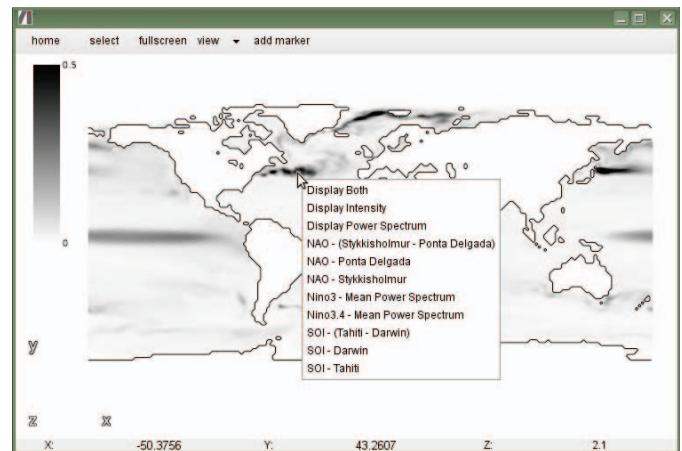 home select fullscreen view add marker
0.5
0
Display Both
Display Intensity
Display Power Spectrum
NAO - (Stykkisholmur - Ponta Delgada)
NAO - Ponta Delgada
NAO - Stykkisholmur
Nino3 - Mean Power Spectrum
Nino3.4 - Mean Power Spectrum
SOI - (Tahiti - Darwin)
SOI - Darwin
SOI - Tahiti
y
z x
X: -50.3756 Y: 43.2607 Z: 2.1